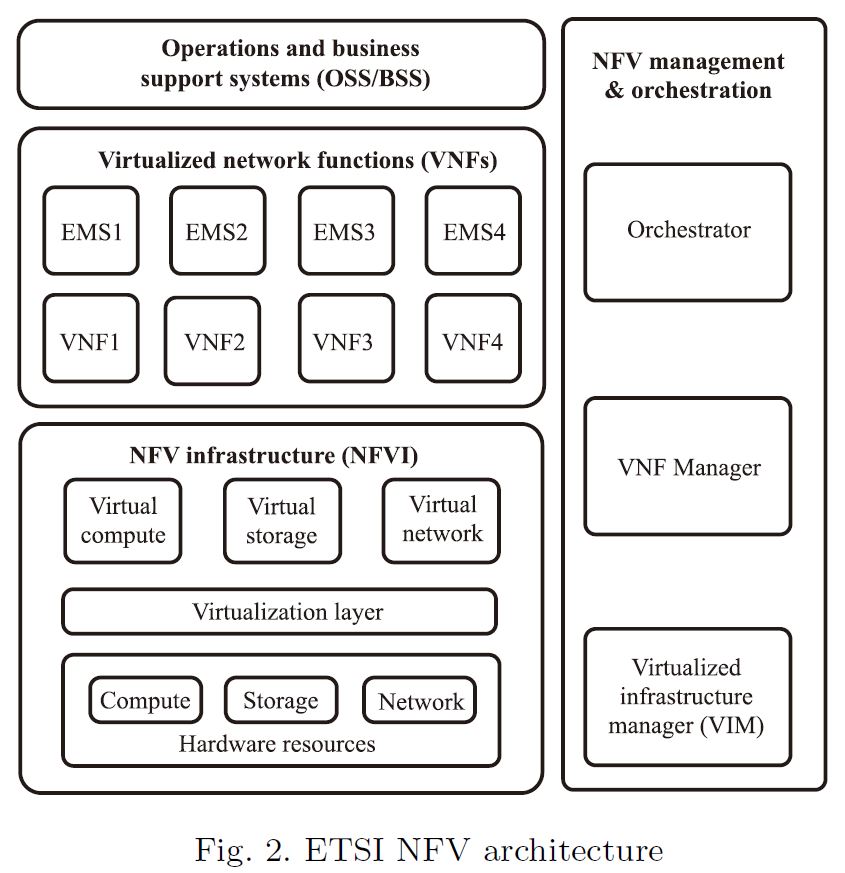 Operations and business
support systems (OSS/BSS)
Virtualized network functions (VNFs)
EMS1
EMS2
EMS3
EMS4
VNF1
VNF2
VNF3
VNF4
NFV infrastructure (NFVI)
Virtual
compute
Virtual
storage
Virtual
network
Virtualization layer
Compute
Storage
Network
Hardware resources
NFV management
& orchestration
Orchestrator
VNF Manager
Virtualized
infrastructure
manager (VIM)
Fig. 2. ETSI NFV architecture